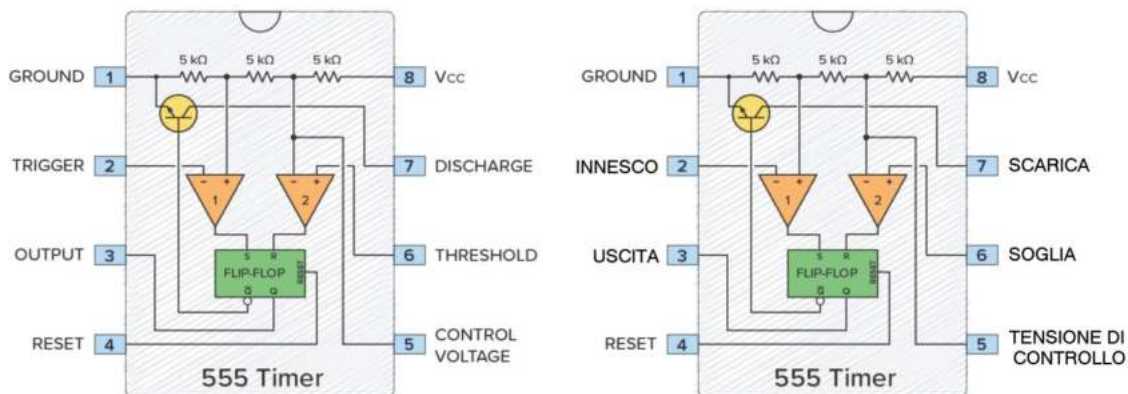 5 kΩ 5 kΩ 5 kΩ
GROUND 1 8 Vcc
TRIGGER 2 7 DISCHARGE
− + − +
1 2
OUTPUT 3 6 THRESHOLD
S R
FLIP-FLOP RESET
Q̅ Q
RESET 4 5 CONTROL
VOLTAGE
555 Timer
5 kΩ 5 kΩ 5 kΩ
GROUND 1 8 Vcc
INNESCO 2 7 SCARICA
− + − +
1 2
USCITA 3 6 SOGLIA
S R
FLIP-FLOP RESET
Q̅ Q
RESET 4 5 TENSIONE DI
CONTROLLO
555 Timer